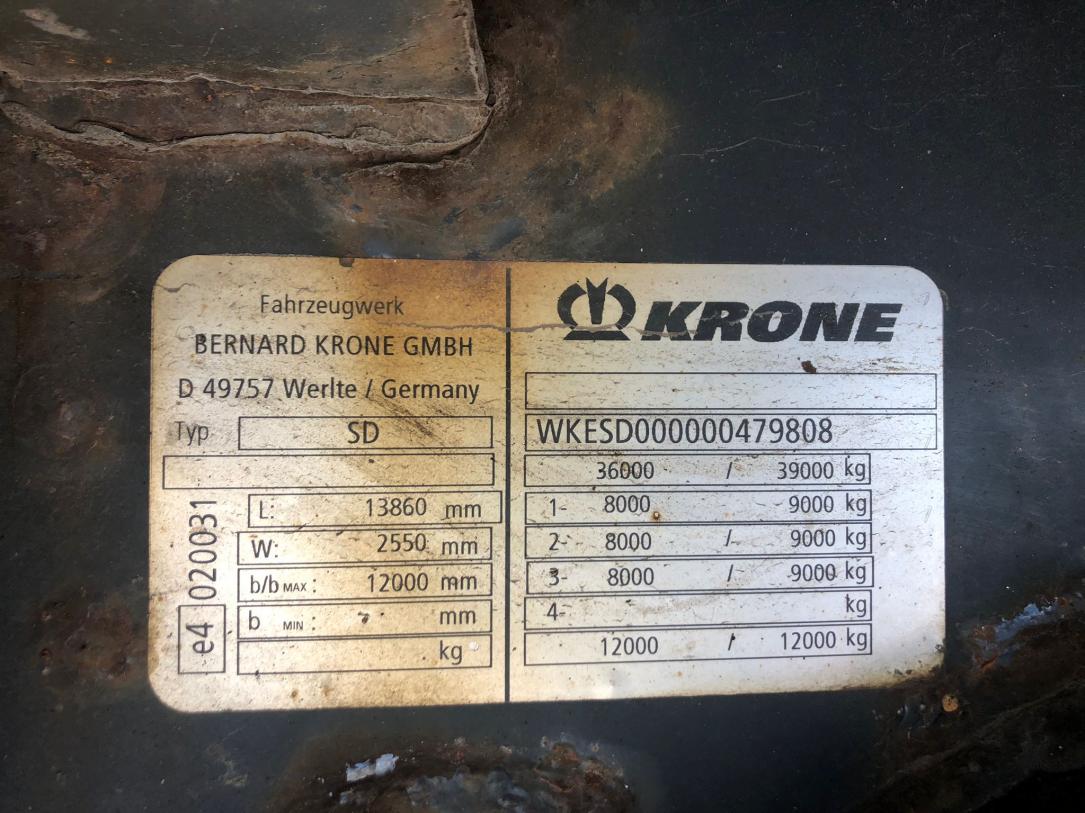 Fahrzeugwerk
BERNARD KRONE GMBH
D 49757 Werlte / Germany
Typ SD
L: 13860 mm
W: 2550 mm
b/b MAX : 12000 mm
b MIN : mm
kg
e4 020031
KRONE
WKESD000000479808
36000 / 39000 kg
1- 8000 9000 kg
2- 8000 / 9000 kg
3- 8000 / 9000 kg
4- kg
12000 / 12000 kg